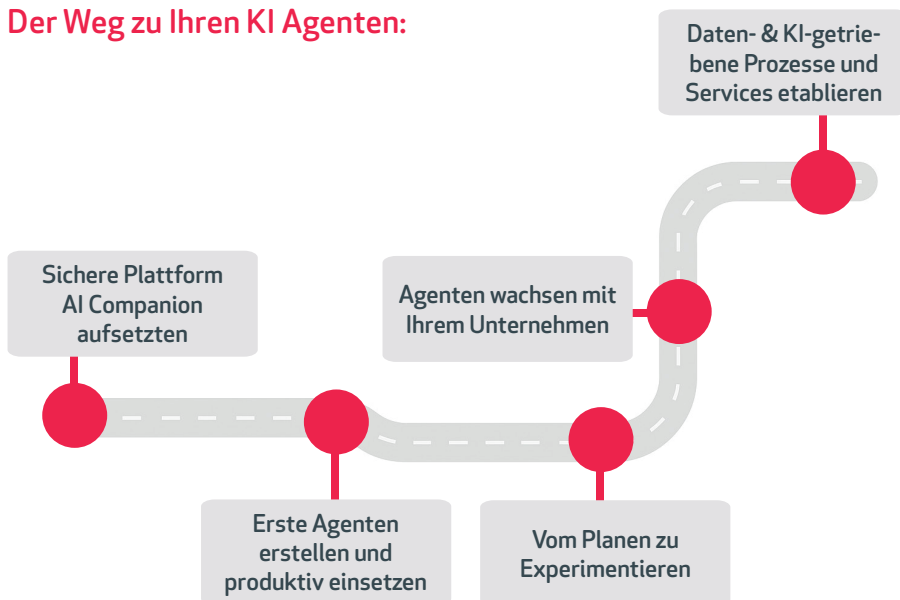 Der Weg zu Ihren KI Agenten:
Sichere Plattform
AI Companion
aufsetzten
Erste Agenten
erstellen und
produktiv einsetzen
Vom Planen zu
Experimentieren
Agenten wachsen mit
Ihrem Unternehmen
Daten- & KI-getrie-
bene Prozesse und
Services etablieren